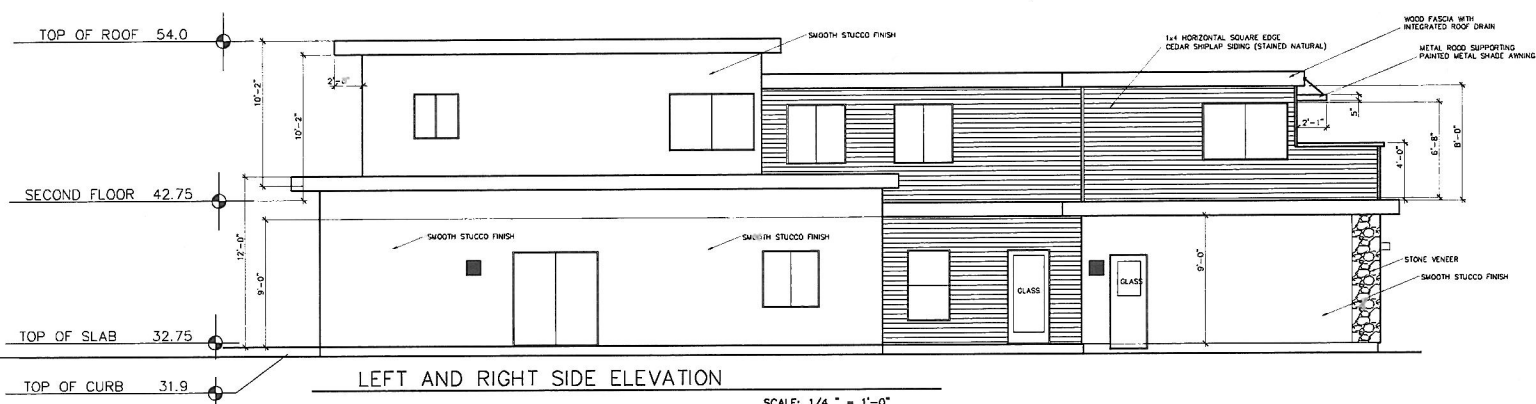 WOOD FASCIA WITH
INTEGRATED ROOF DRAIN
TOP OF ROOF 54.0
SMOOTH STUCCO FINISH
1x4 HORIZONTAL SQUARE EDGE
CEDAR SHIPLAP SIDING (STAINED NATURAL)
METAL ROOD SUPPORTING
PAINTED METAL SHADE AWNING
10'-2"
10'-2"
5"
2'-1"
6'-8"
8'-0"
4'-0"
SECOND FLOOR 42.75
12'-0"
9'-0"
SMOOTH STUCCO FINISH
SMOOTH STUCCO FINISH
9'-0"
STONE VENEER
SMOOTH STUCCO FINISH
GLASS
GLASS
TOP OF SLAB 32.75
TOP OF CURB 31.9
LEFT AND RIGHT SIDE ELEVATION
SCALE: 1/4 " = 1'-0"